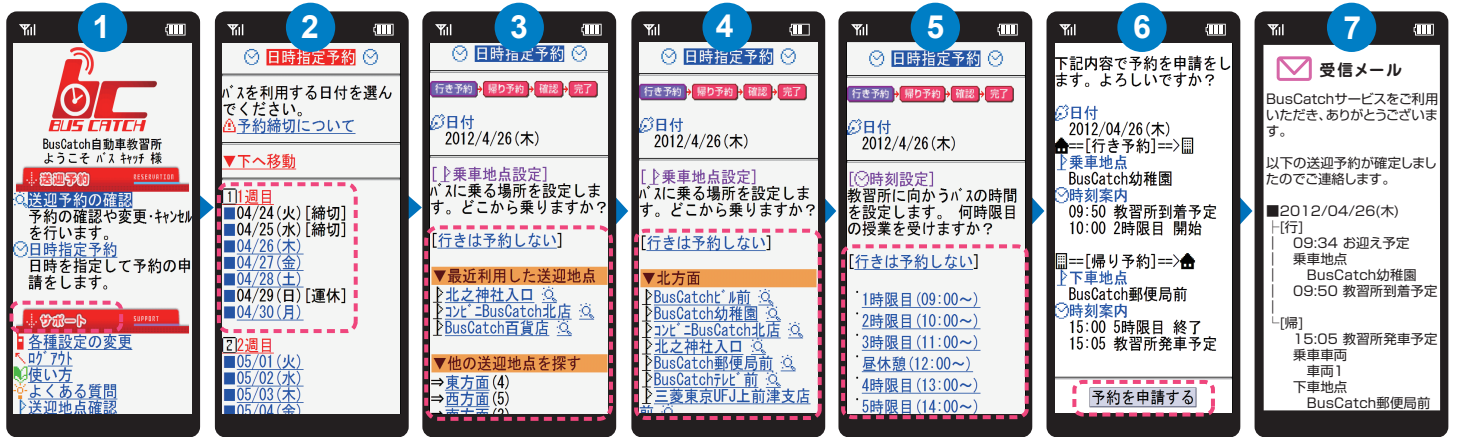 1
BUS CATCH
BusCatch自動車教習所
ようこそ バス キャッチ 様
送迎予約 RESERVATION
送迎予約の確認
予約の確認や変更・キャンセル
を行います。
日時指定予約
日時を指定して予約の申
請をします。
サポート SUPPORT
各種設定の変更
ログアウト
使い方
よくある質問
送迎地点確認
2
日時指定予約
バスを利用する日付を選ん
でください。
予約締切について
▼下へ移動
1 1週目
■04/24(火)[締切]
■04/25(水)[締切]
■04/26(木)
■04/27(金)
■04/28(土)
■04/29(日)[運休]
■04/30(月)
2 2週目
■05/01(火)
■05/02(水)
■05/03(木)
■05/04(金)
3
日時指定予約
行き予約 帰り予約 確認 完了
日付
2012/4/26(木)
[乗車地点設定]
バスに乗る場所を設定しま
す。どこから乗りますか?
[行きは予約しない]
▼最近利用した送迎地点
北之神社入口
コンビニBusCatch北店
BusCatch百貨店
▼他の送迎地点を探す
⇒東方面(4)
⇒西方面(5)
⇒南方面(3)
4
日時指定予約
行き予約 帰り予約 確認 完了
日付
2012/4/26(木)
[乗車地点設定]
バスに乗る場所を設定しま
す。どこから乗りますか?
[行きは予約しない]
▼北方面
BusCatchビル前
BusCatch幼稚園
コンビニBusCatch北店
北之神社入口
BusCatch郵便局前
BusCatchテレビ前
三菱東京UFJ上前津支店
前
5
日時指定予約
行き予約 帰り予約 確認 完了
日付
2012/4/26(木)
[時刻設定]
教習所に向かうバスの時間
を設定します。 何時限目
の授業を受けますか?
[行きは予約しない]
1時限目(09:00～)
2時限目(10:00～)
3時限目(11:00～)
昼休憩(12:00～)
4時限目(13:00～)
5時限目(14:00～)
6
下記内容で予約を申請をし
ます。よろしいですか?
日付
2012/04/26(木)
==[行き予約]==>
乗車地点
BusCatch幼稚園
時刻案内
09:50 教習所到着予定
10:00 2時限目 開始
==[帰り予約]==>
下車地点
BusCatch郵便局前
時刻案内
15:00 5時限目 終了
15:05 教習所発車予定
予約を申請する
7
受信メール
BusCatchサービスをご利用
いただき、ありがとうございま
す。
以下の送迎予約が確定しまし
たのでご連絡します。
■2012/04/26(木)
├[行]
│ 09:34 お迎え予定
│ 乗車地点
│ BusCatch幼稚園
│ 09:50 教習所到着予定
│
└[帰]
15:05 教習所発車予定
乗車車両
車両1
下車地点
BusCatch郵便局前